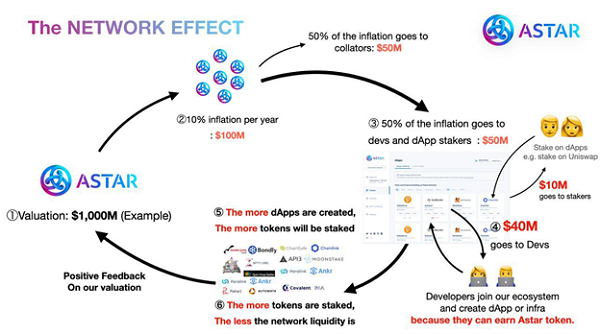 The NETWORK EFFECT
ASTAR
50% of the inflation goes to
collators: $50M
②10% inflation per year
: $100M
③ 50% of the inflation goes to
devs and dApp stakers : $50M
Stake on dApps
e.g. stake on Uniswap
$10M
goes to stakers
ASTAR
①Valuation: $1,000M (Example)
④ $40M
goes to Devs
⑤ The more dApps are created,
The more tokens will be staked
Bondly
ChainSafe
Chainlink
API3
MOONSTAKE
Parallel
Ankr
Covalent
⑥ The more tokens are staked,
The less the network liquidity is
Positive Feedback
On our valuation
Developers join our ecosystem
and create dApp or infra
because they can earn Astar token.